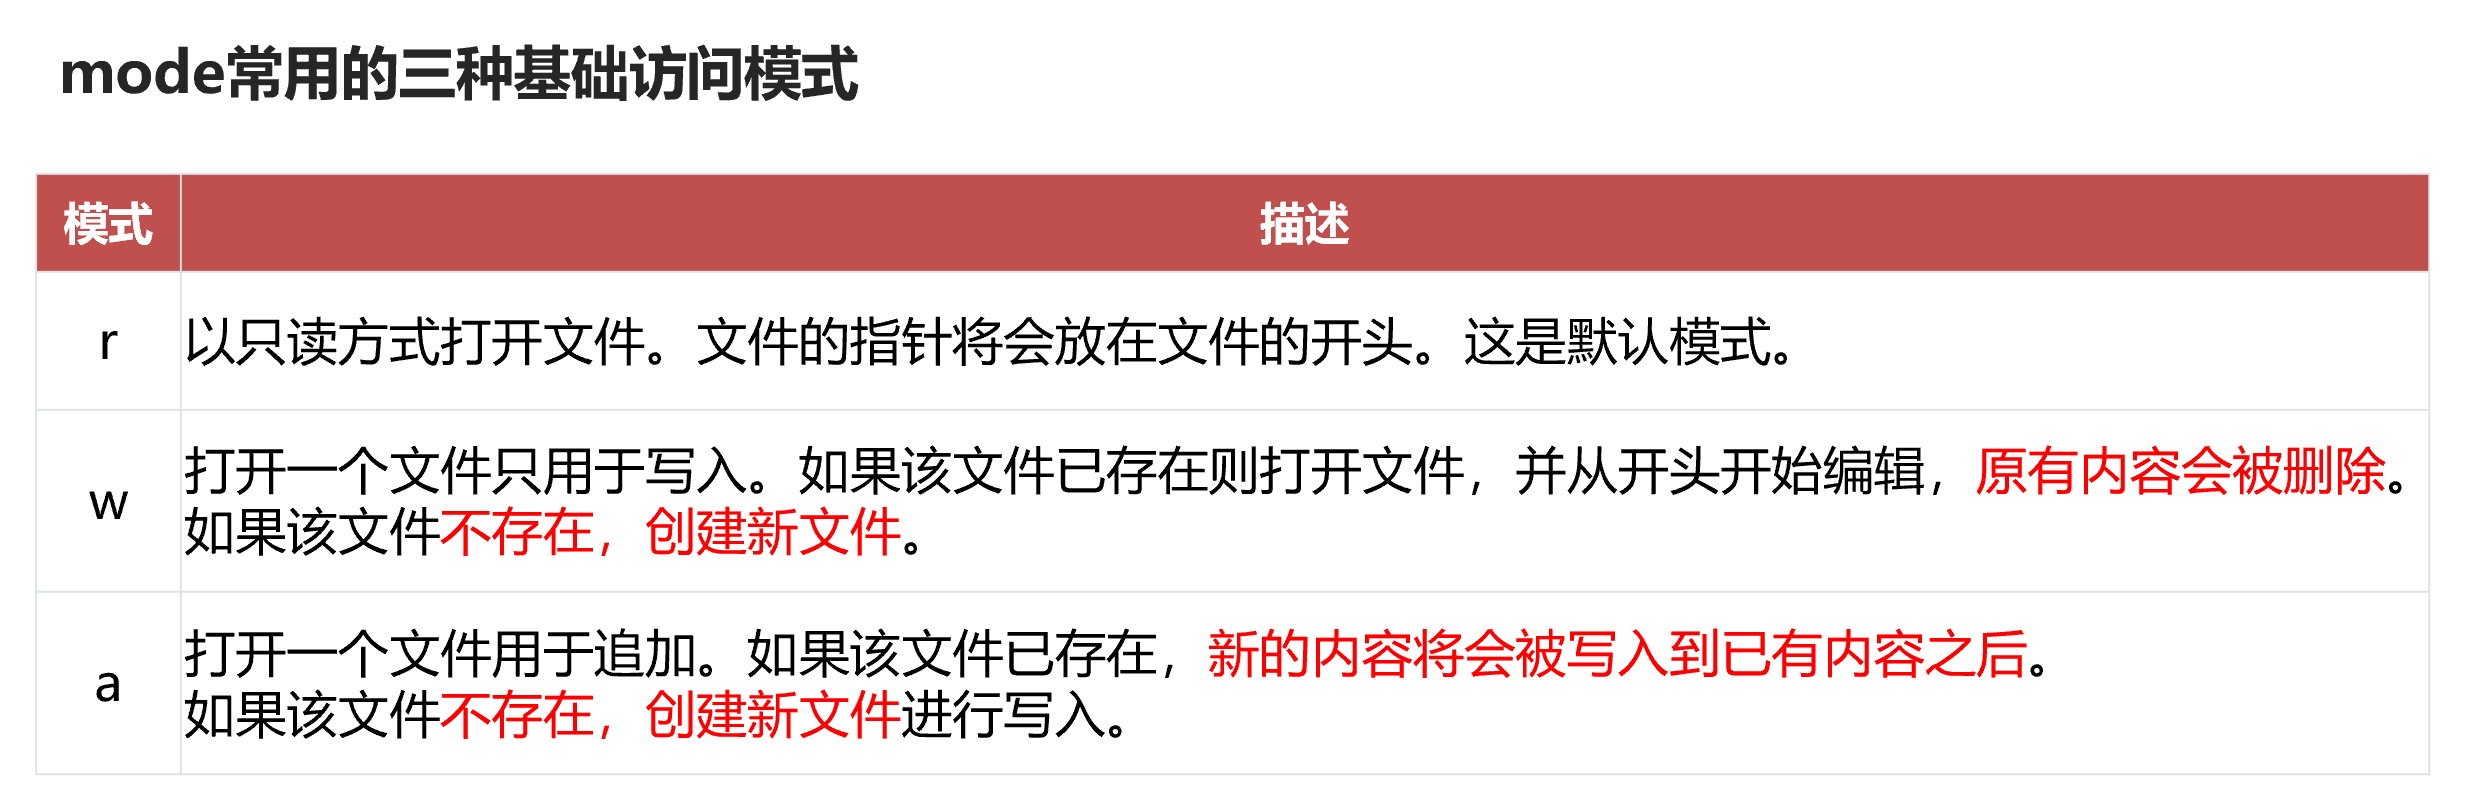 mode常用的三种基础访问模式
模式 描述
r 以只读方式打开文件。文件的指针将会放在文件的开头。这是默认模式。
w 打开一个文件只用于写入。如果该文件已存在则打开文件，并从开头开始编辑，原有内容会被删除。
如果该文件不存在，创建新文件。
a 打开一个文件用于追加。如果该文件已存在，新的内容将会被写入到已有内容之后。
如果该文件不存在，创建新文件进行写入。